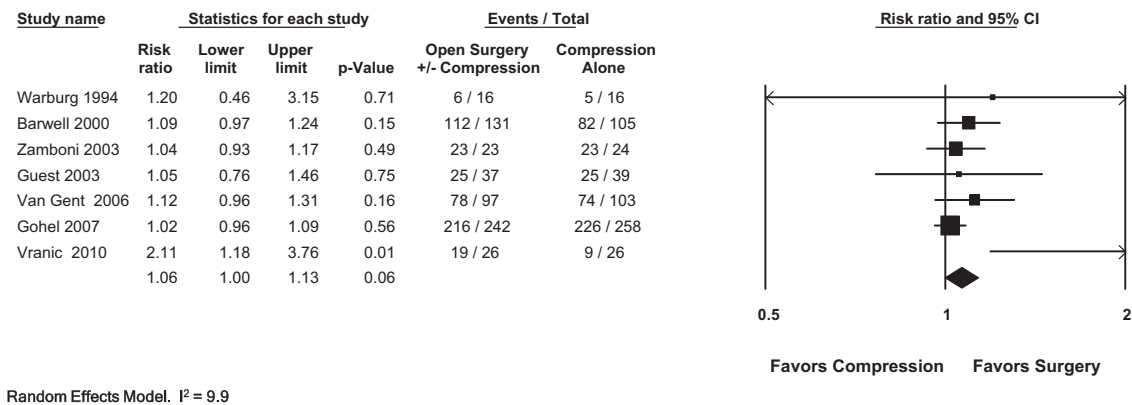 Study name Statistics for each study Events / Total Risk ratio and 95% CI
Risk Lower Upper Open Surgery Compression
ratio limit limit p-Value +/- Compression Alone
Warburg 1994 1.20 0.46 3.15 0.71 6 / 16 5 / 16
Barwell 2000 1.09 0.97 1.24 0.15 112 / 131 82 / 105
Zamboni 2003 1.04 0.93 1.17 0.49 23 / 23 23 / 24
Guest 2003 1.05 0.76 1.46 0.75 25 / 37 25 / 39
Van Gent 2006 1.12 0.96 1.31 0.16 78 / 97 74 / 103
Gohel 2007 1.02 0.96 1.09 0.56 216 / 242 226 / 258
Vranic 2010 2.11 1.18 3.76 0.01 19 / 26 9 / 26
1.06 1.00 1.13 0.06
0.5 1 2
Favors Compression Favors Surgery
Random Effects Model. I² = 9.9